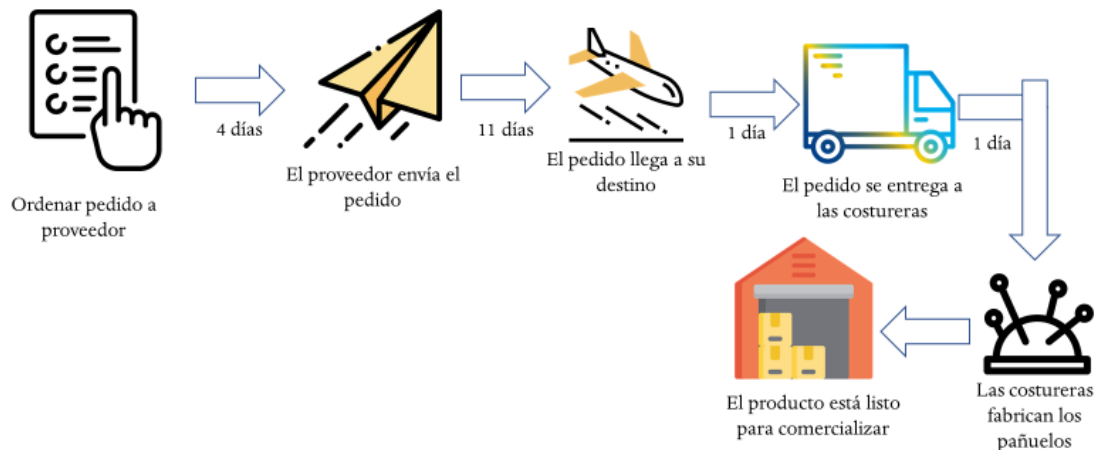 Ordenar pedido a
proveedor
4 días
El proveedor envía el
pedido
11 días
El pedido llega a su
destino
1 día
El pedido se entrega a
las costureras
1 día
Las costureras
fabrican los
pañuelos
El producto está listo
para comercializar